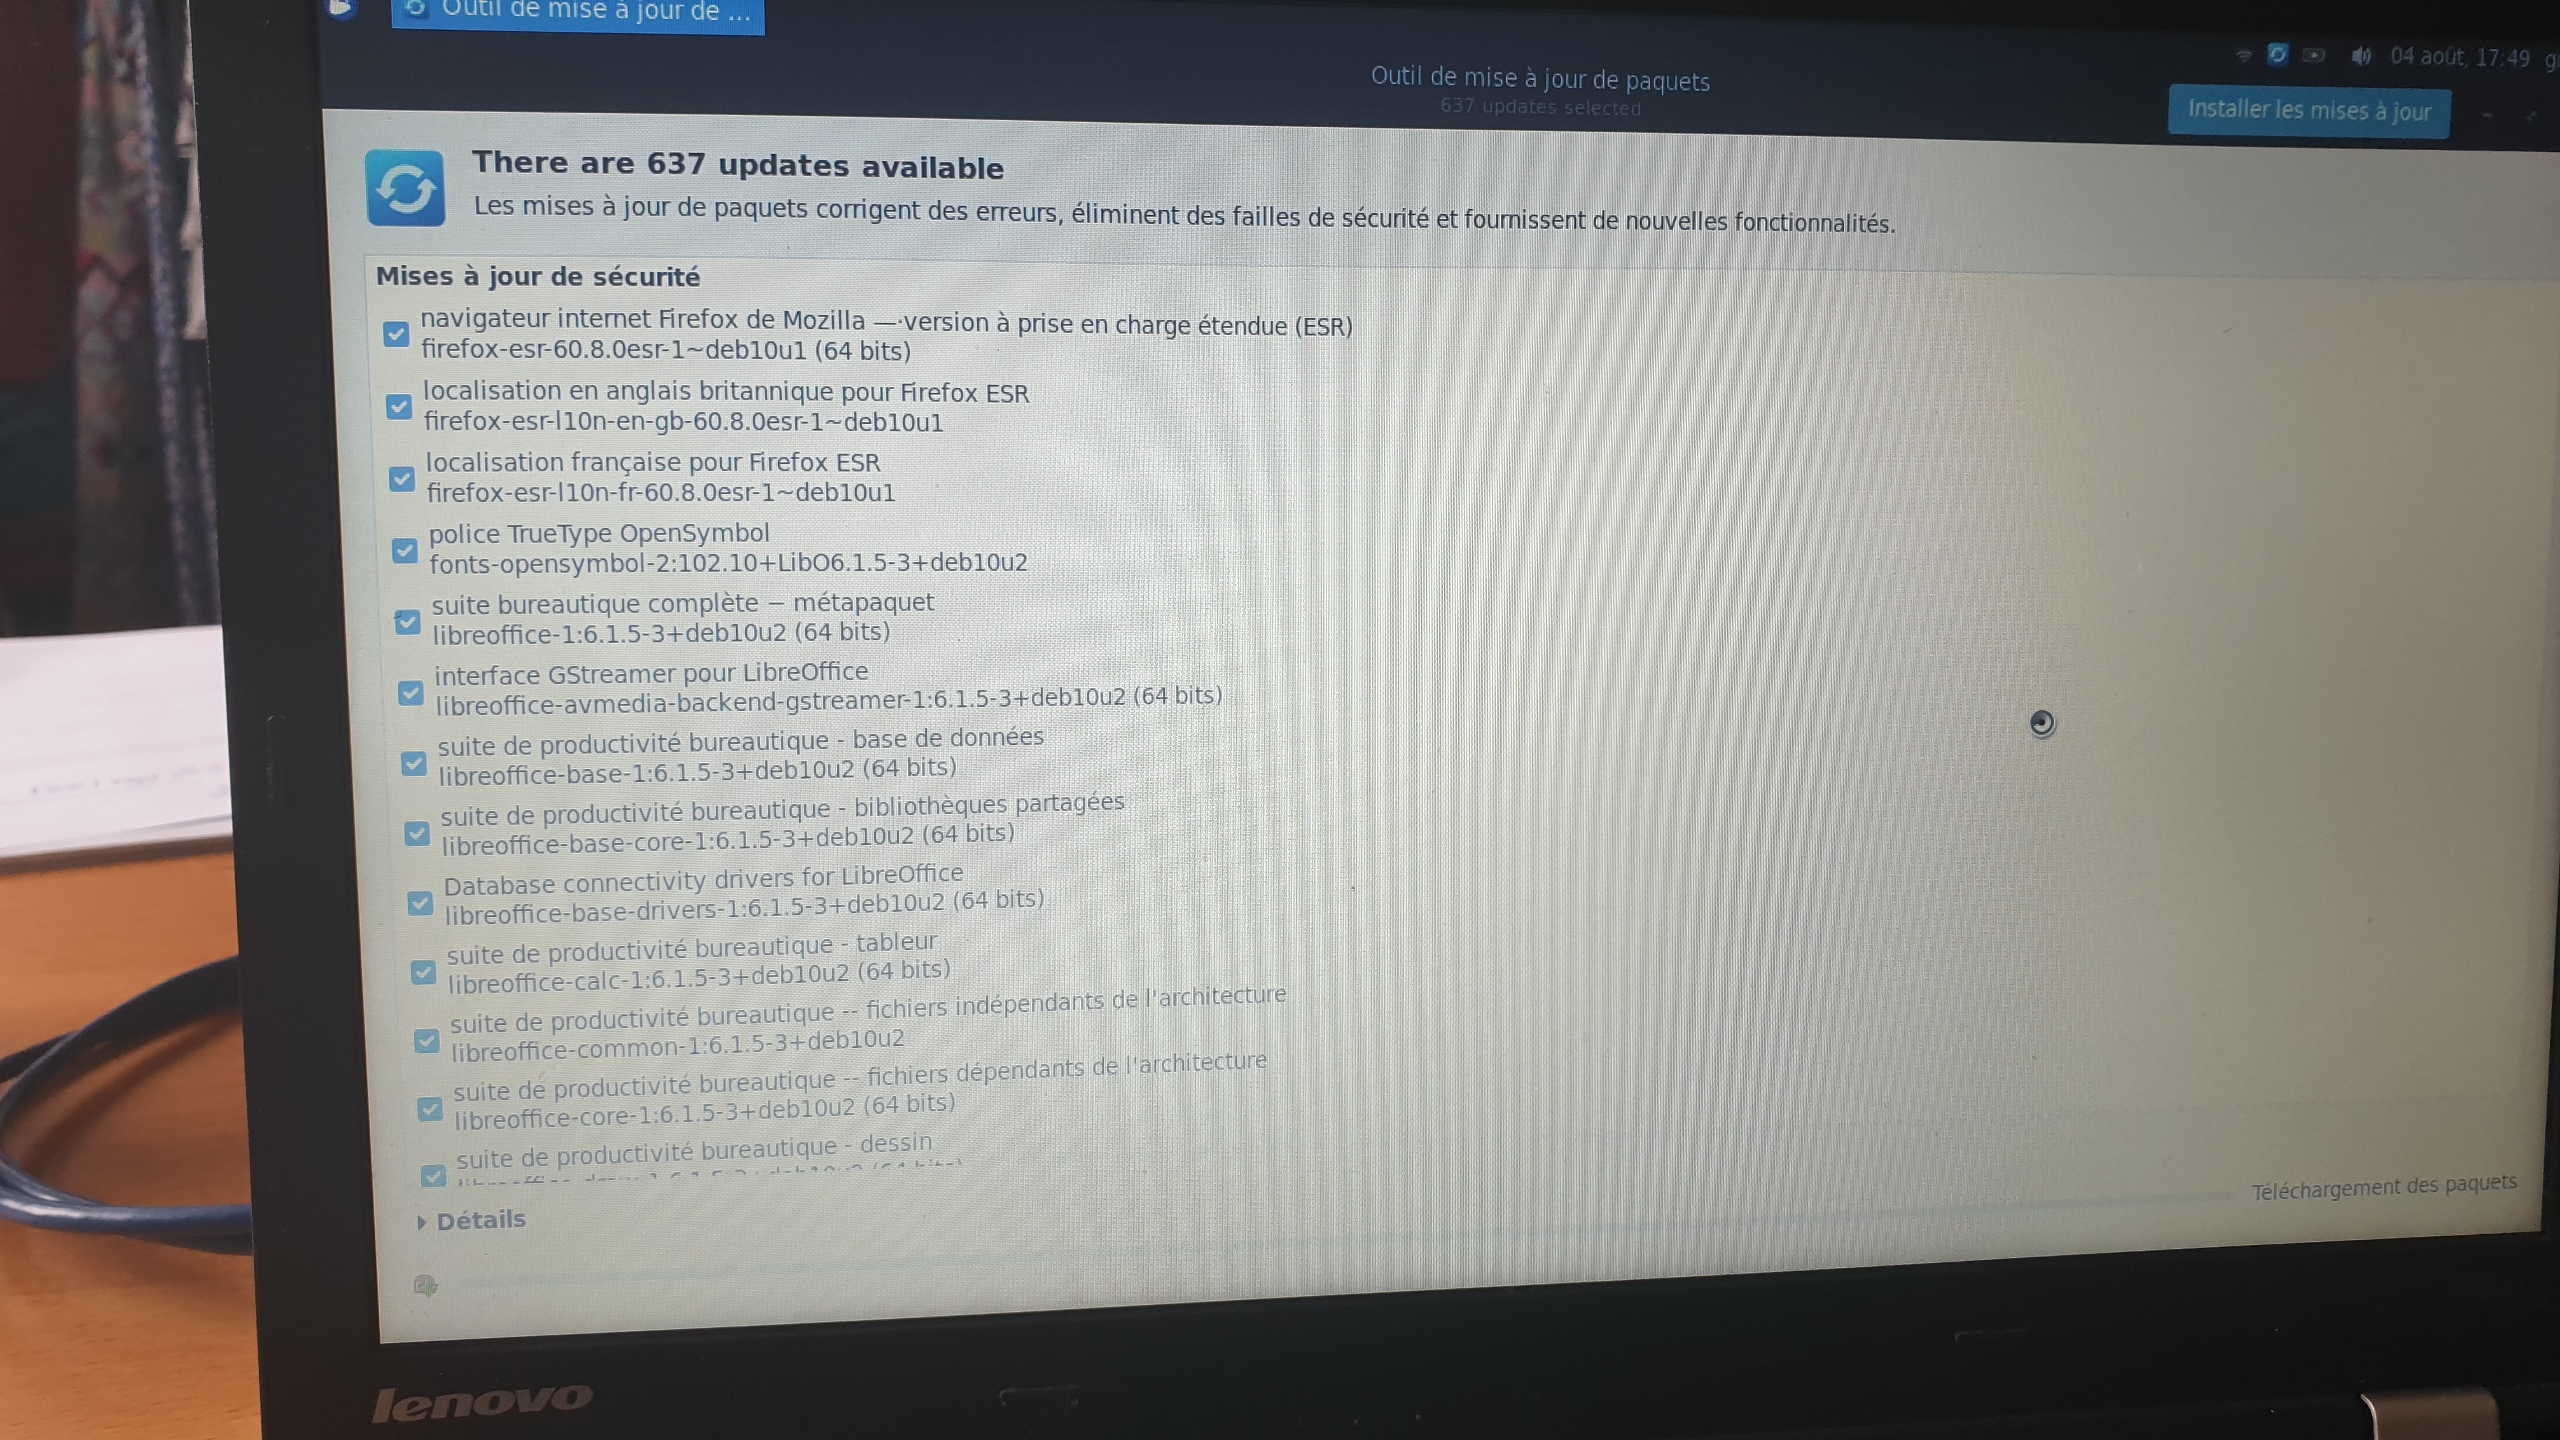 Outil de mise à jour de ...
04 août, 17:49
Outil de mise à jour de paquets
637 updates selected
Installer les mises à jour
There are 637 updates available
Les mises à jour de paquets corrigent des erreurs, éliminent des failles de sécurité et fournissent de nouvelles fonctionnalités.
Mises à jour de sécurité
navigateur internet Firefox de Mozilla — version à prise en charge étendue (ESR)
firefox-esr-60.8.0esr-1~deb10u1 (64 bits)
localisation en anglais britannique pour Firefox ESR
firefox-esr-l10n-en-gb-60.8.0esr-1~deb10u1
localisation française pour Firefox ESR
firefox-esr-l10n-fr-60.8.0esr-1~deb10u1
police TrueType OpenSymbol
fonts-opensymbol-2:102.10+LibO6.1.5-3+deb10u2
suite bureautique complète − métapaquet
libreoffice-1:6.1.5-3+deb10u2 (64 bits)
interface GStreamer pour LibreOffice
libreoffice-avmedia-backend-gstreamer-1:6.1.5-3+deb10u2 (64 bits)
suite de productivité bureautique - base de données
libreoffice-base-1:6.1.5-3+deb10u2 (64 bits)
suite de productivité bureautique - bibliothèques partagées
libreoffice-base-core-1:6.1.5-3+deb10u2 (64 bits)
Database connectivity drivers for LibreOffice
libreoffice-base-drivers-1:6.1.5-3+deb10u2 (64 bits)
suite de productivité bureautique - tableur
libreoffice-calc-1:6.1.5-3+deb10u2 (64 bits)
suite de productivité bureautique -- fichiers indépendants de l'architecture
libreoffice-common-1:6.1.5-3+deb10u2
suite de productivité bureautique -- fichiers dépendants de l'architecture
libreoffice-core-1:6.1.5-3+deb10u2 (64 bits)
suite de productivité bureautique - dessin
Détails
Téléchargement des paquets
lenovo